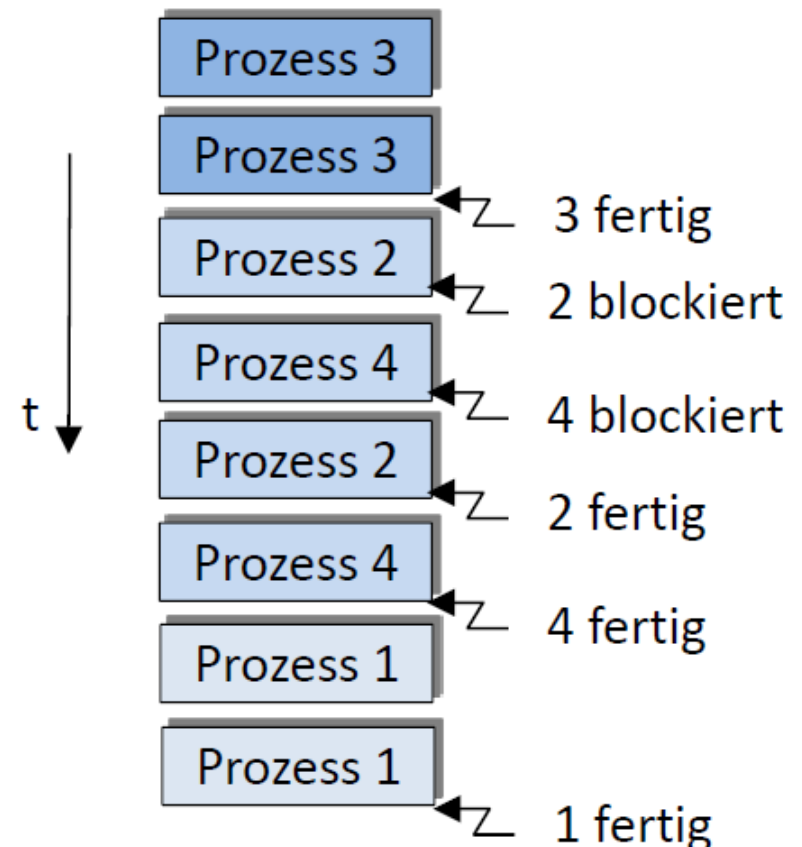 Prozess 3
Prozess 3
3 fertig
Prozess 2
2 blockiert
Prozess 4
4 blockiert
t
Prozess 2
2 fertig
Prozess 4
4 fertig
Prozess 1
Prozess 1
1 fertig